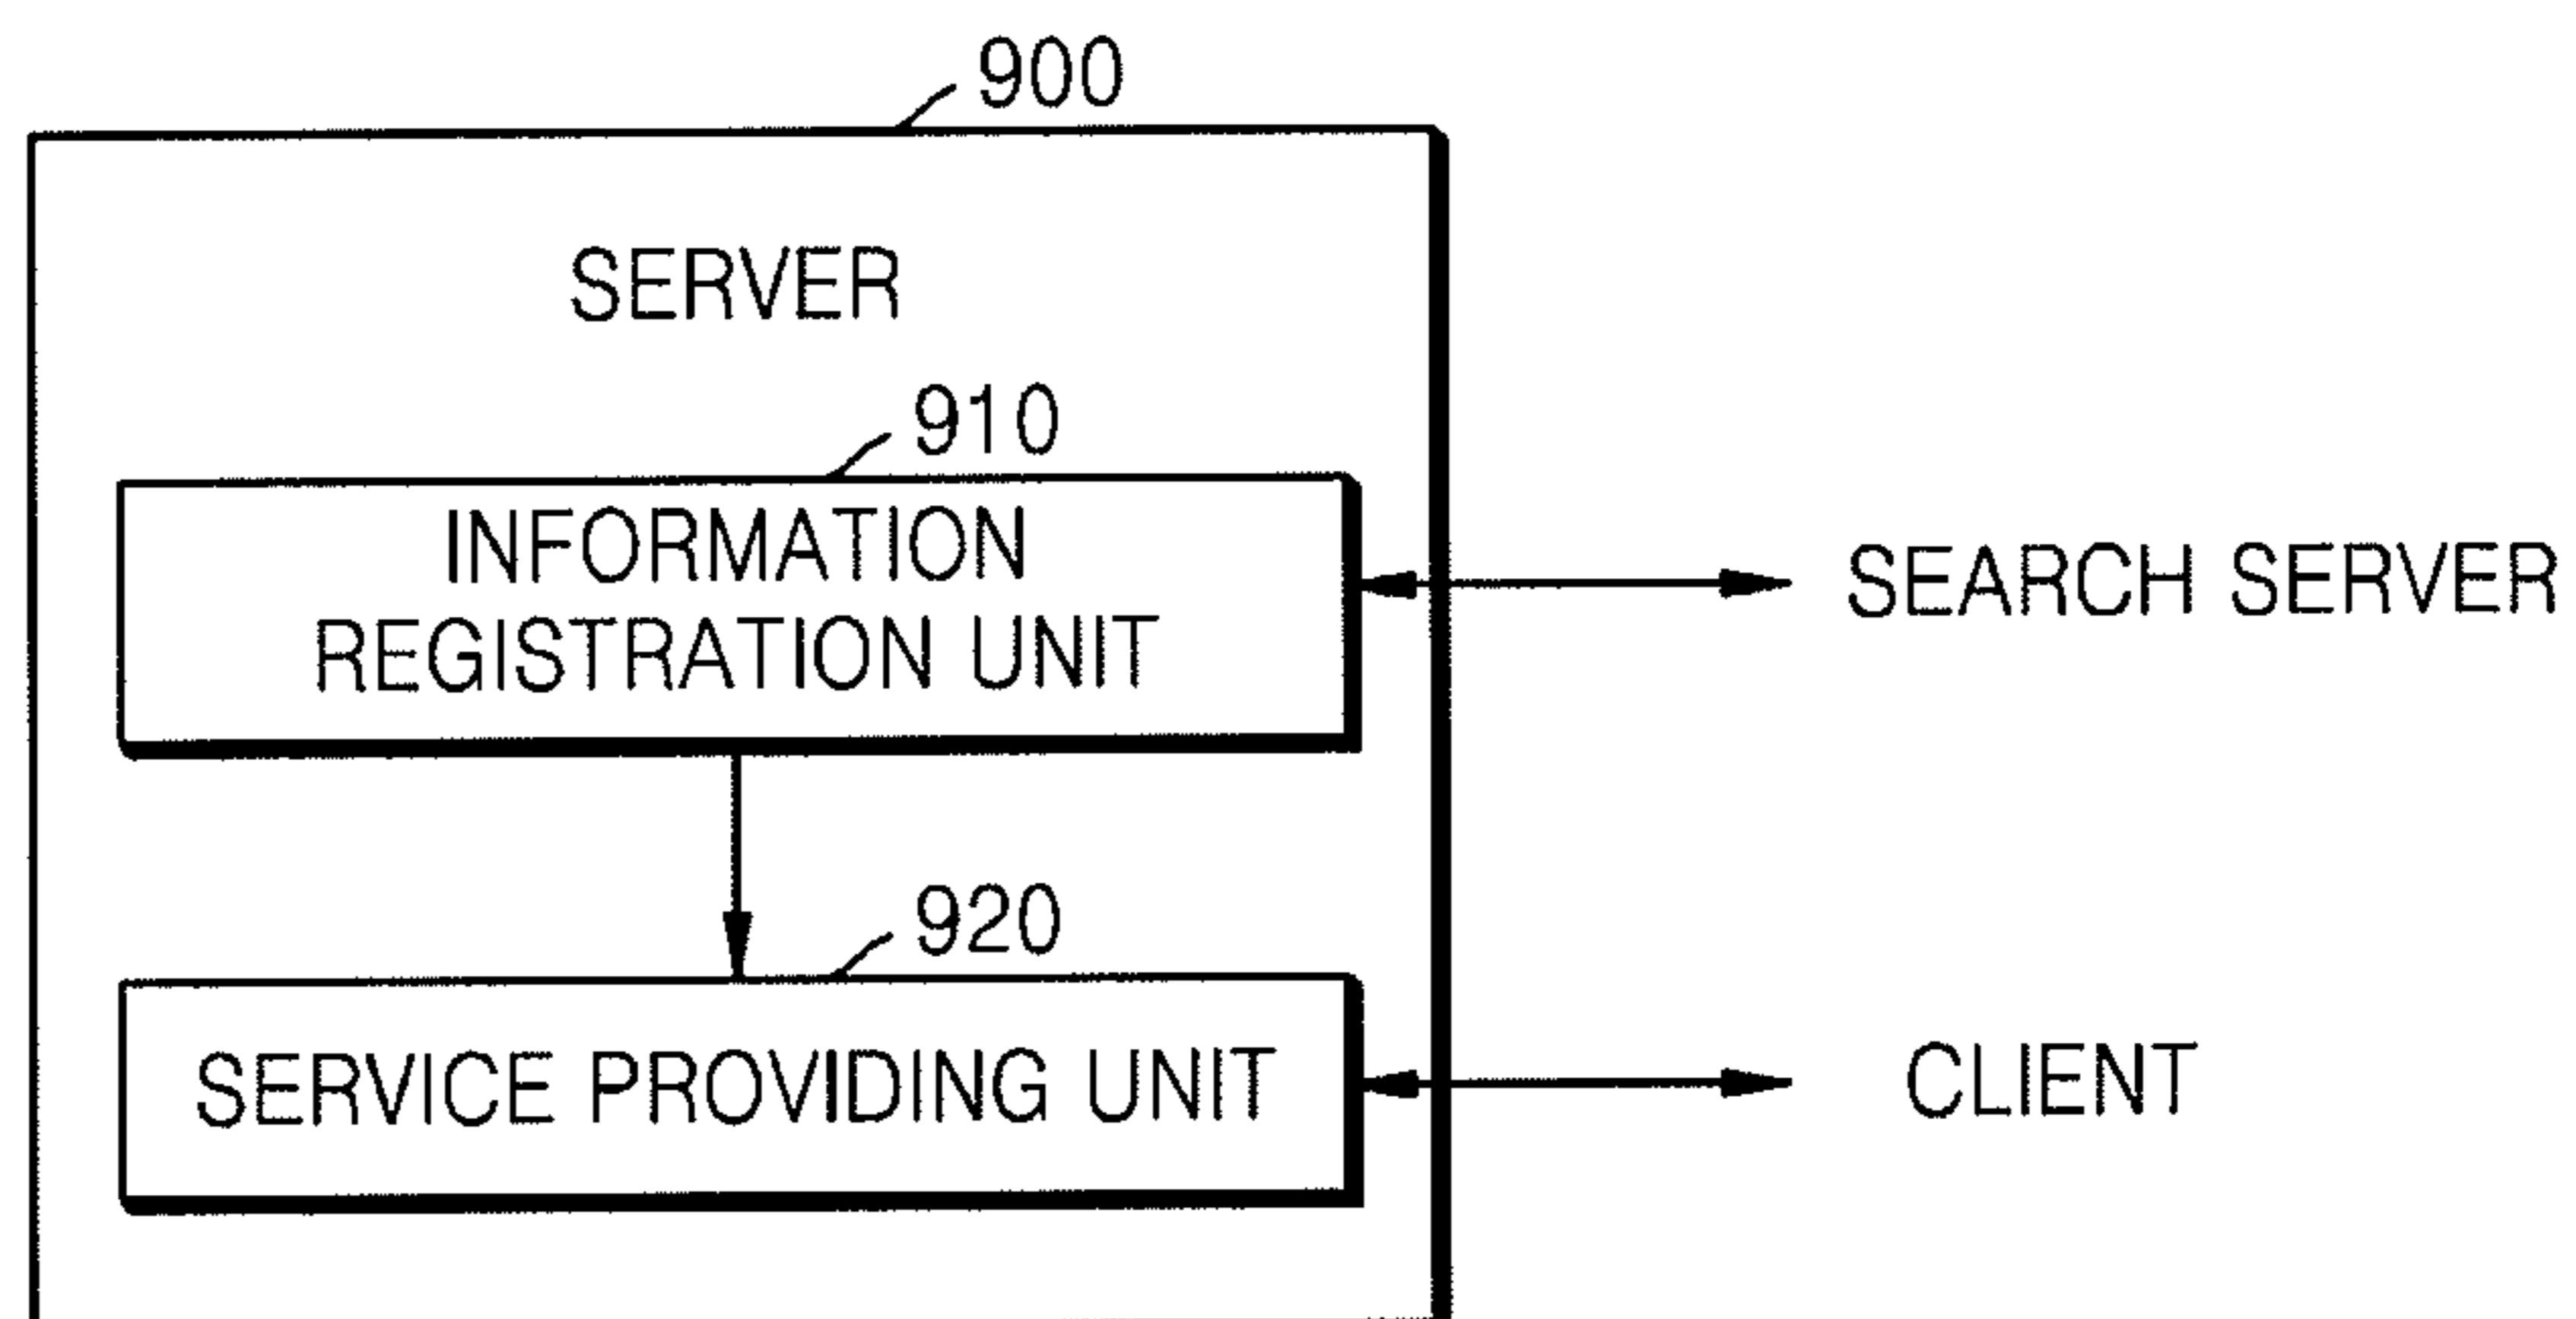 900
SERVER
910
INFORMATION
REGISTRATION UNIT
SEARCH SERVER
920
SERVICE PROVIDING UNIT
CLIENT